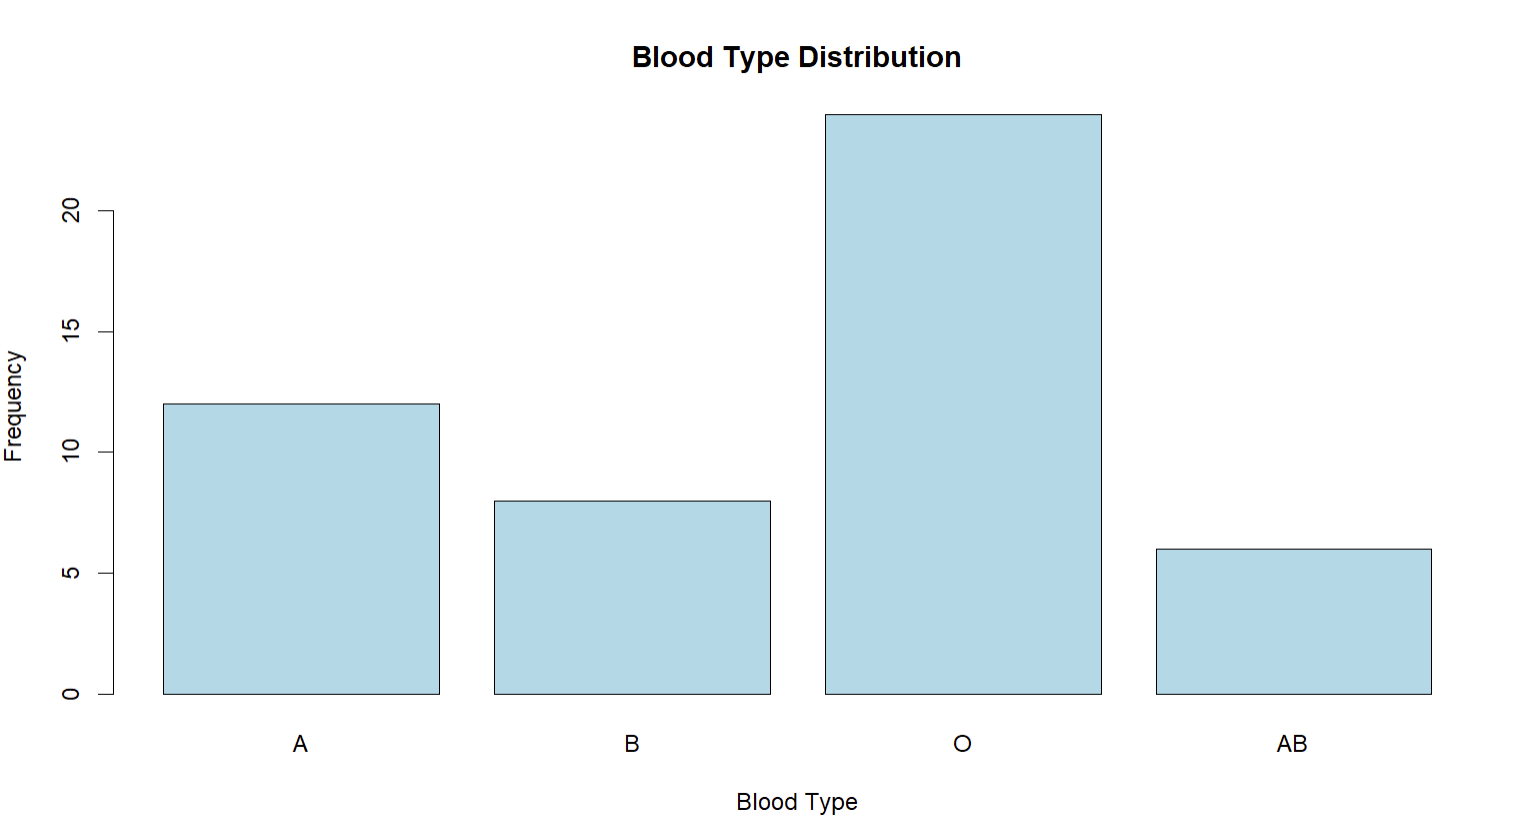 Blood Type Distribution
20
15
10
5
0
Frequency
A B O AB
Blood Type